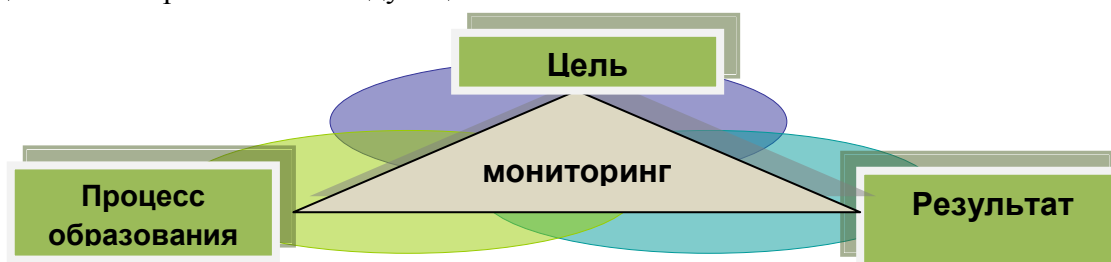 Цель
мониторинг
Процесс
образования
Результат